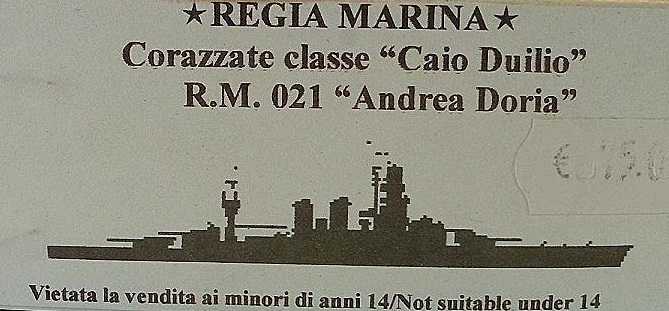 ★REGIA MARINA★
Corazzate classe “Caio Duilio”
R.M. 021 “Andrea Doria”
Vietata la vendita ai minori di anni 14/Not suitable under 14